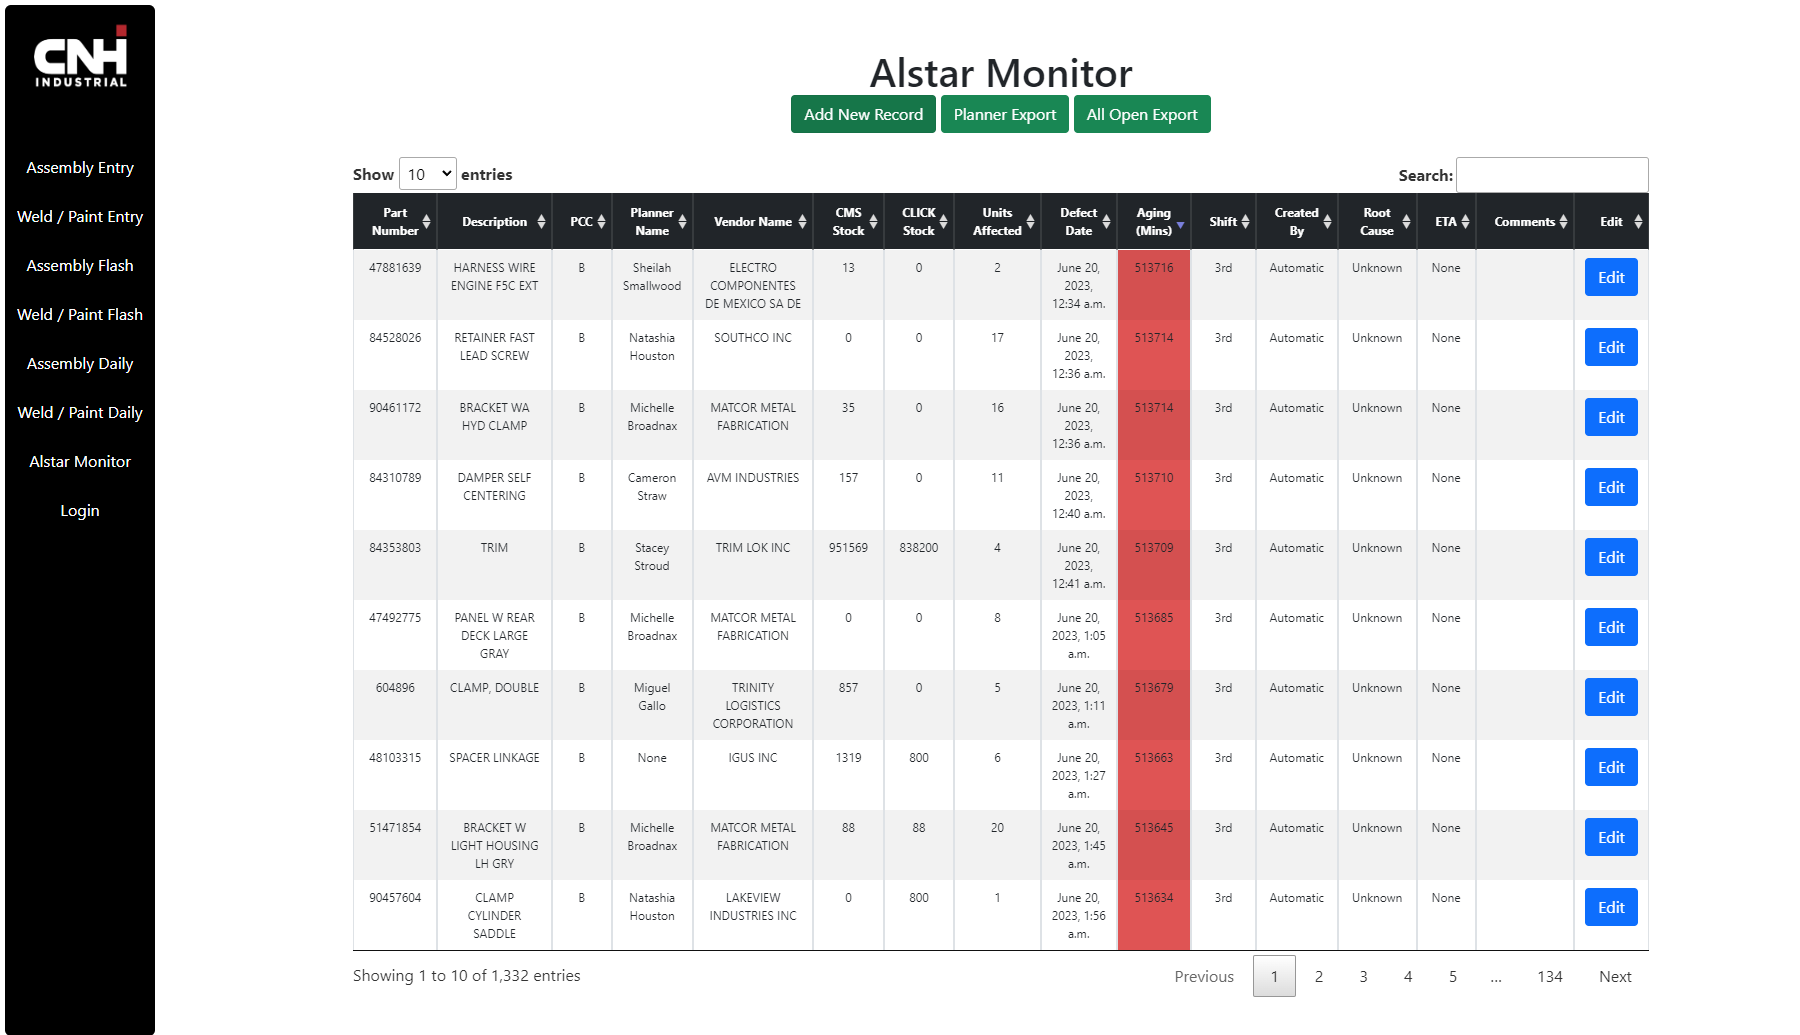 CNH
INDUSTRIAL
Assembly Entry
Weld / Paint Entry
Assembly Flash
Weld / Paint Flash
Assembly Daily
Weld / Paint Daily
Alstar Monitor
Login
Alstar Monitor
Add New Record Planner Export All Open Export
Show 10 entries Search:
Part Number Description PCC Planner Name Vendor Name CMS Stock CLICK Stock Units Affected Defect Date Aging (Mins) Shift Created By Root Cause ETA Comments Edit
47881639 HARNESS WIRE ENGINE F5C EXT B Sheilah Smallwood ELECTRO COMPONENTES DE MEXICO SA DE 13 0 2 June 20, 2023, 12:34 a.m. 513716 3rd Automatic Unknown None Edit
84528026 RETAINER FAST LEAD SCREW B Natashia Houston SOUTHCO INC 0 0 17 June 20, 2023, 12:36 a.m. 513714 3rd Automatic Unknown None Edit
90461172 BRACKET WA HYD CLAMP B Michelle Broadnax MATCOR METAL FABRICATION 35 0 16 June 20, 2023, 12:36 a.m. 513714 3rd Automatic Unknown None Edit
84310789 DAMPER SELF CENTERING B Cameron Straw AVM INDUSTRIES 157 0 11 June 20, 2023, 12:40 a.m. 513710 3rd Automatic Unknown None Edit
84353803 TRIM B Stacey Stroud TRIM LOK INC 951569 838200 4 June 20, 2023, 12:41 a.m. 513709 3rd Automatic Unknown None Edit
47492775 PANEL W REAR DECK LARGE GRAY B Michelle Broadnax MATCOR METAL FABRICATION 0 0 8 June 20, 2023, 1:05 a.m. 513685 3rd Automatic Unknown None Edit
604896 CLAMP, DOUBLE B Miguel Gallo TRINITY LOGISTICS CORPORATION 857 0 5 June 20, 2023, 1:11 a.m. 513679 3rd Automatic Unknown None Edit
48103315 SPACER LINKAGE B None IGUS INC 1319 800 6 June 20, 2023, 1:27 a.m. 513663 3rd Automatic Unknown None Edit
51471854 BRACKET W LIGHT HOUSING LH GRY B Michelle Broadnax MATCOR METAL FABRICATION 88 88 20 June 20, 2023, 1:45 a.m. 513645 3rd Automatic Unknown None Edit
90457604 CLAMP CYLINDER SADDLE B Natashia Houston LAKEVIEW INDUSTRIES INC 0 800 1 June 20, 2023, 1:56 a.m. 513634 3rd Automatic Unknown None Edit
Showing 1 to 10 of 1,332 entries Previous 1 2 3 4 5 … 134 Next